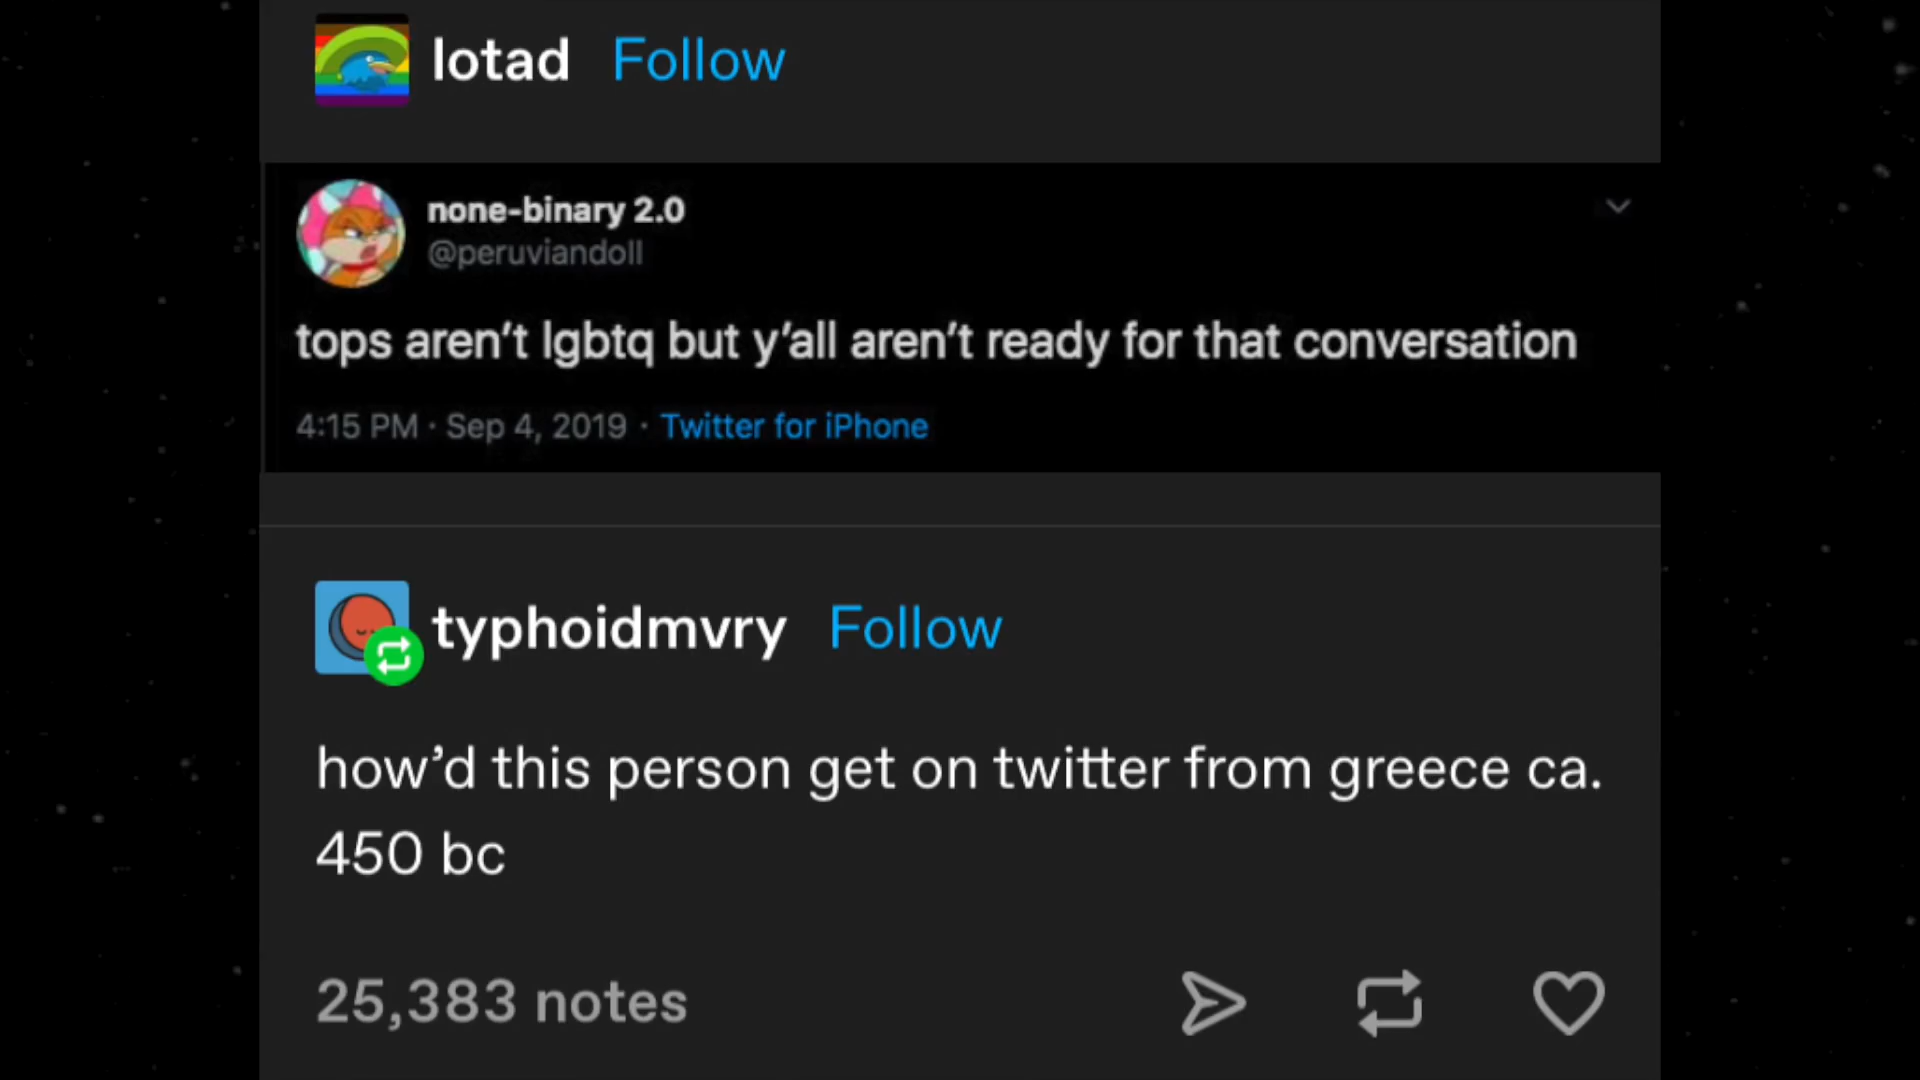 lotad Follow
none-binary 2.0
@peruviandoll
tops aren’t lgbtq but y’all aren’t ready for that conversation
4:15 PM · Sep 4, 2019 · Twitter for iPhone
typhoidmvry Follow
how’d this person get on twitter from greece ca.
450 bc
25,383 notes